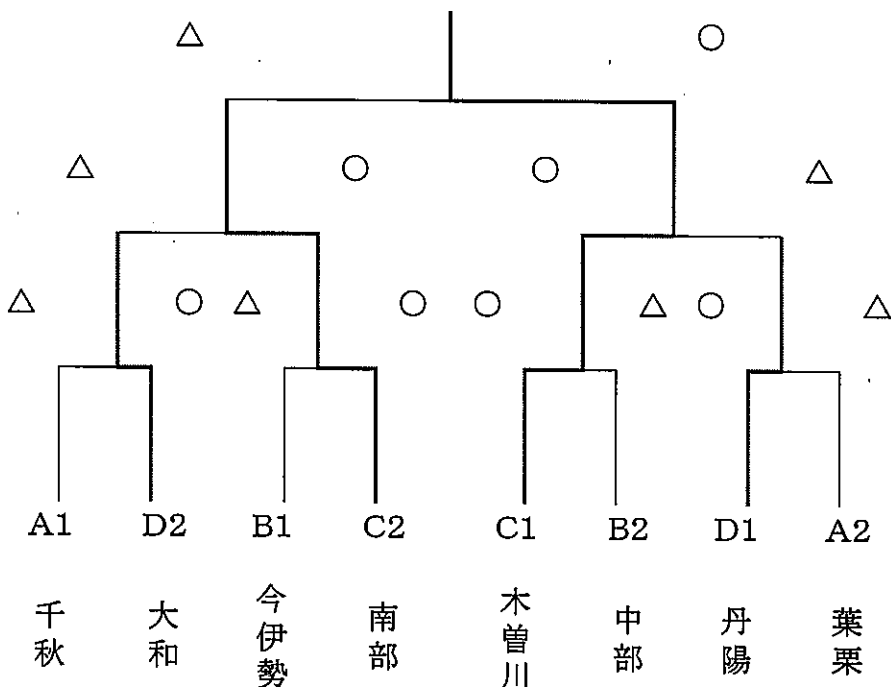 △ ○
△ ○ ○ △
△ ○ △ ○ ○ △ ○ △
A1 D2 B1 C2 C1 B2 D1 A2
千秋 大和 今伊勢 南部 木曽川 中部 丹陽 葉栗